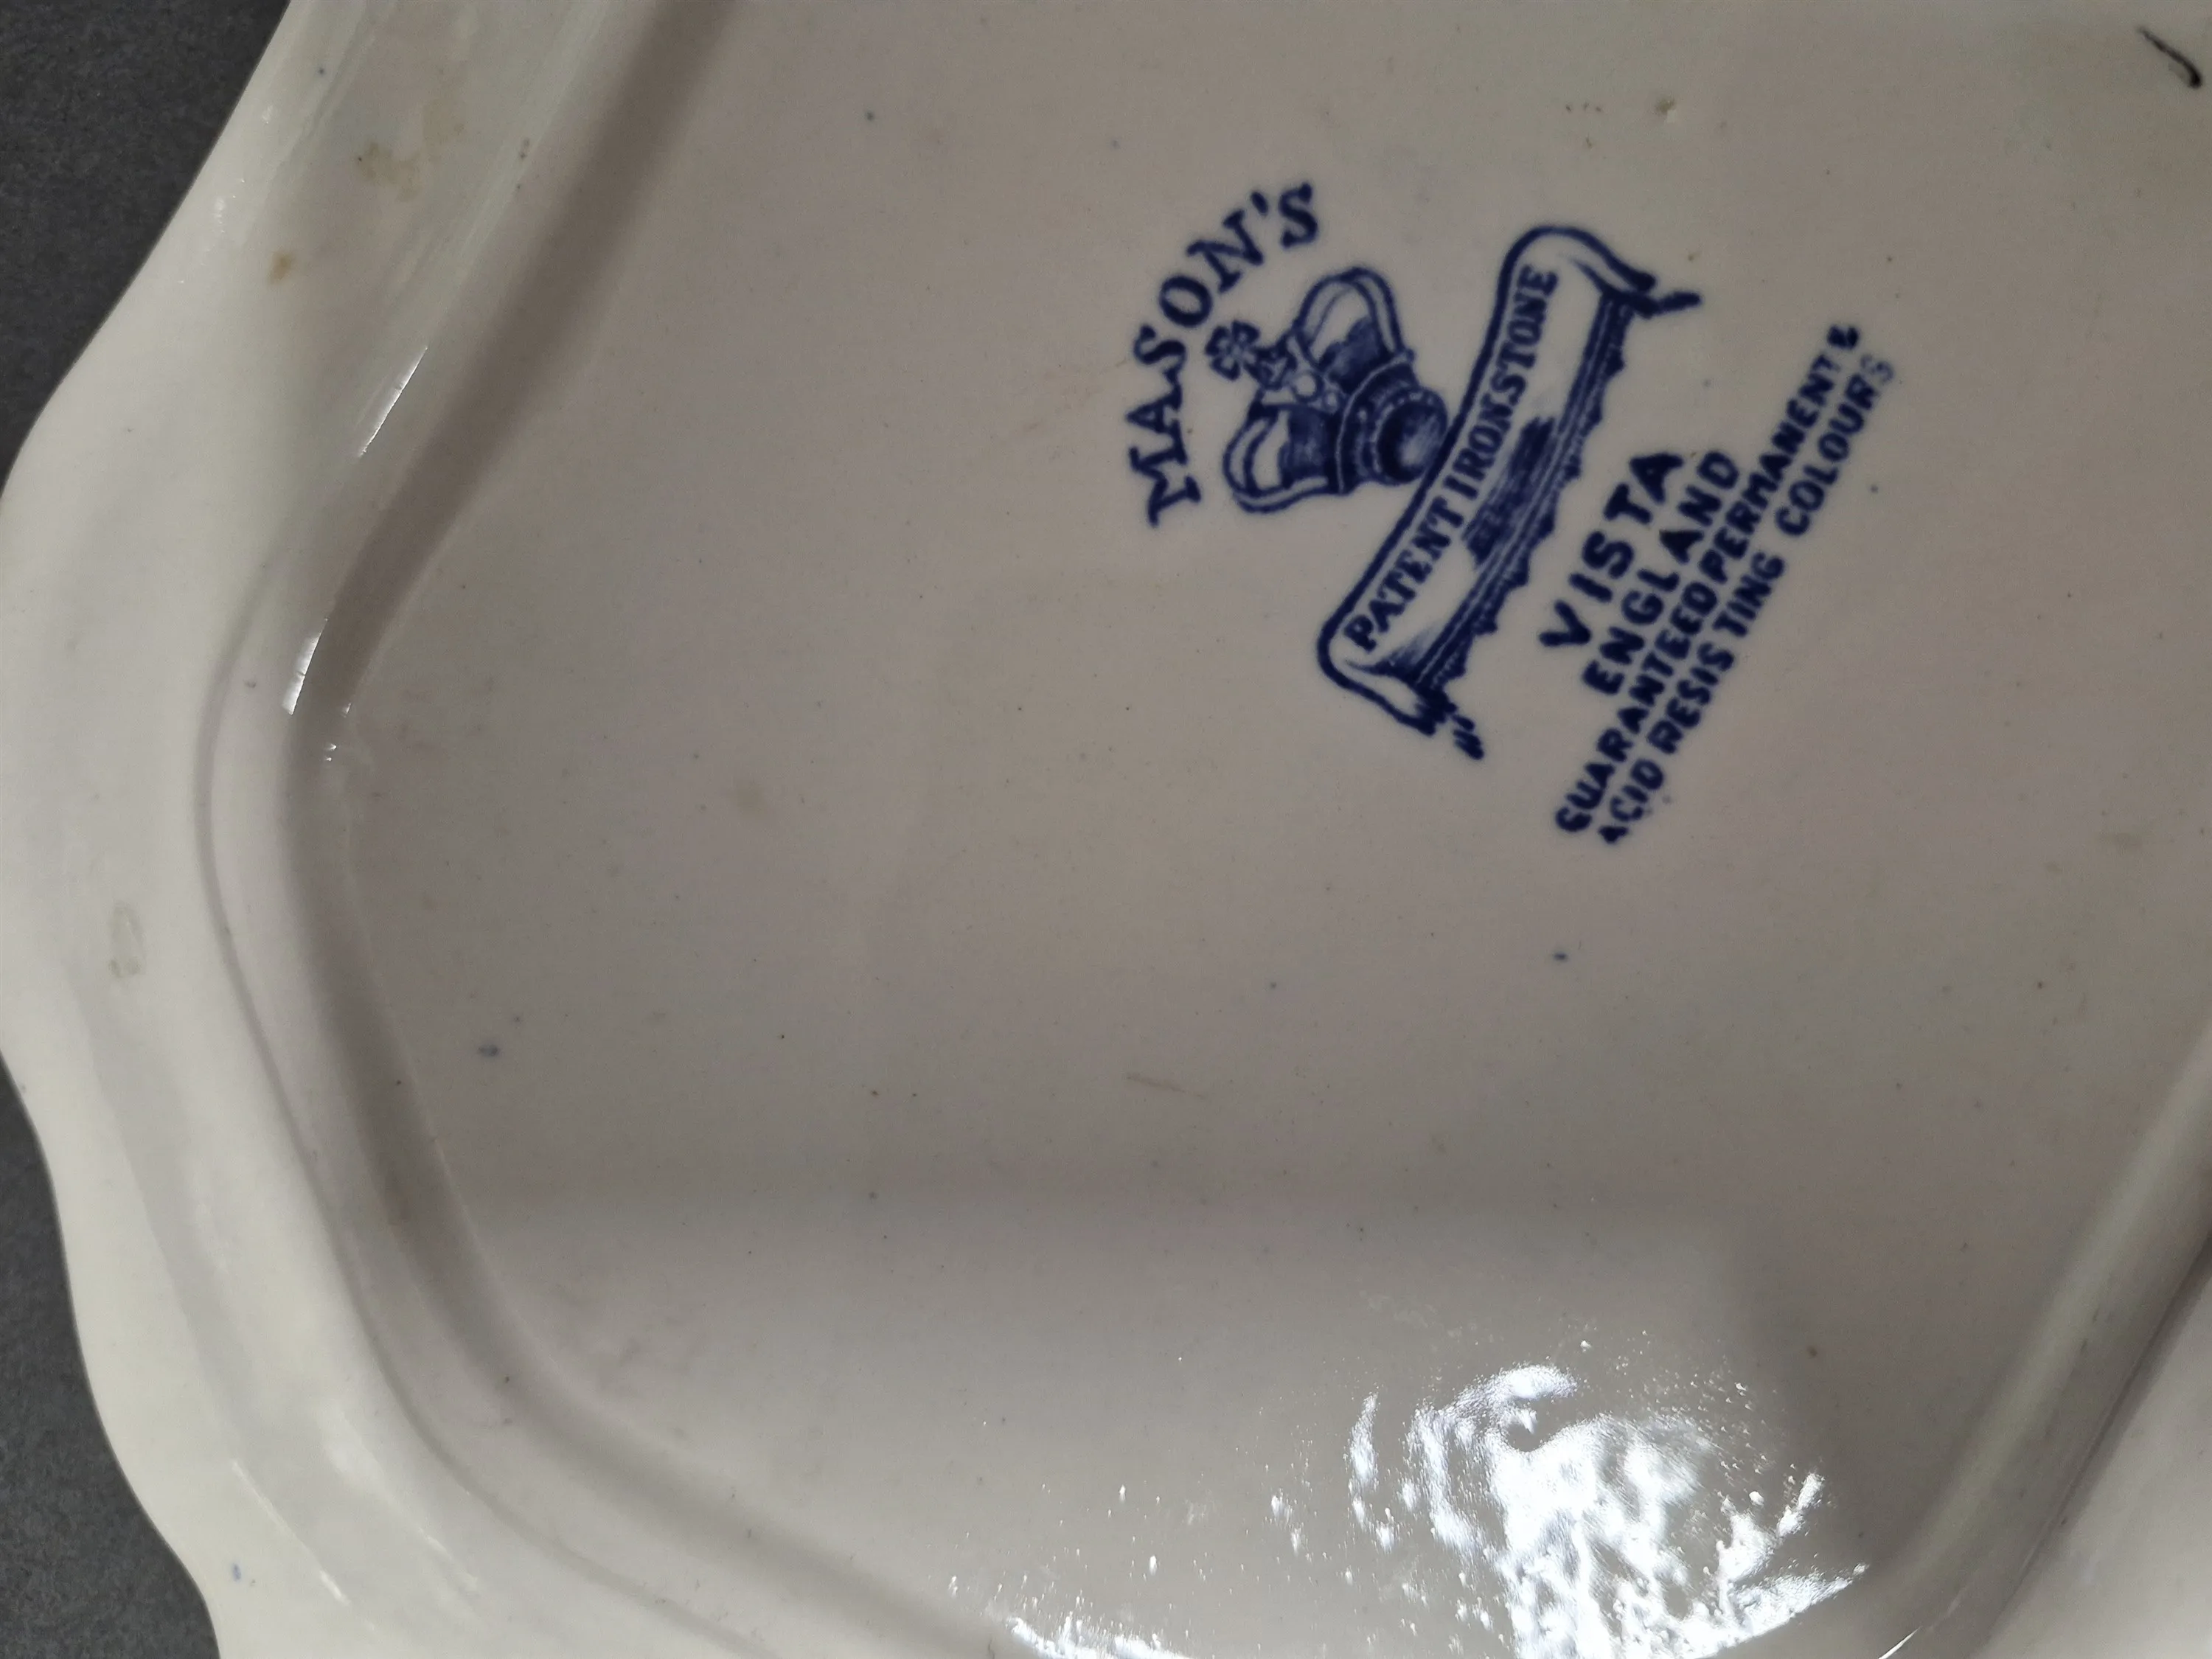 MASON'S
PATENT IRONSTONE
VISTA
ENGLAND
GUARANTEED PERMANENT &
ACID RESISTING COLOURS